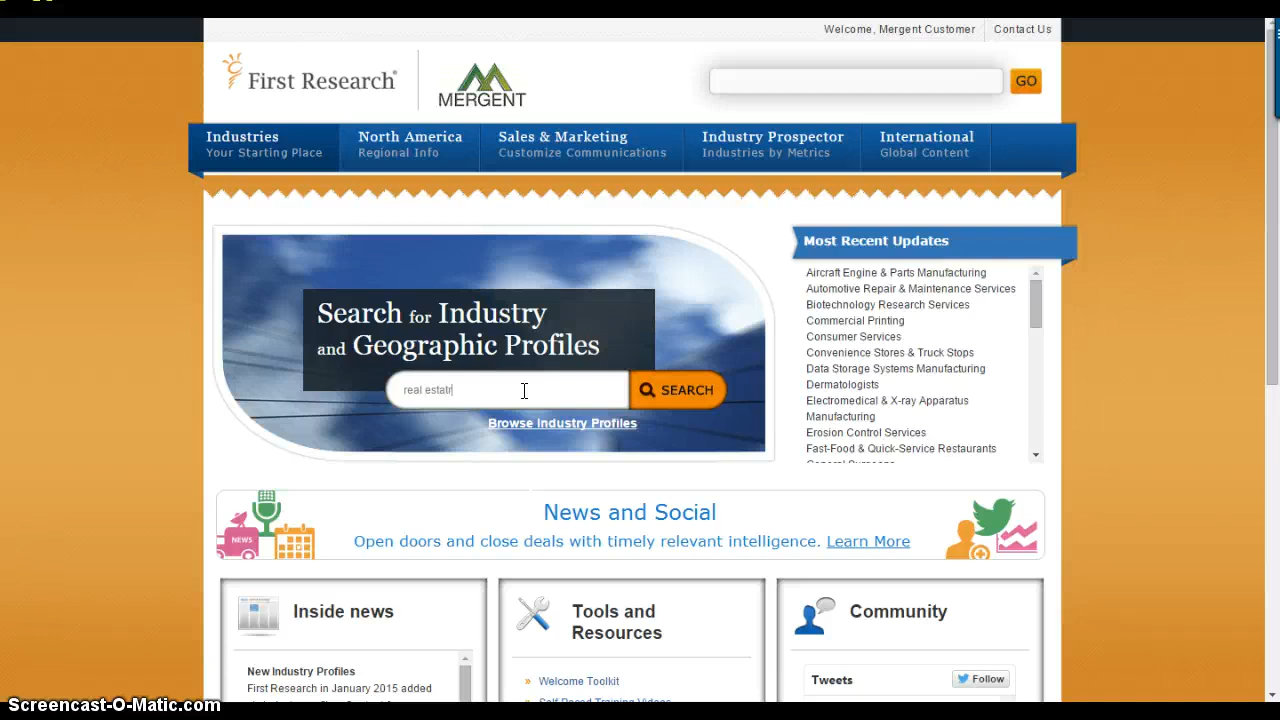 Welcome, Mergent Customer
Contact Us
First Research®
MERGENT
GO
Industries
Your Starting Place
North America
Regional Info
Sales & Marketing
Customize Communications
Industry Prospector
Industries by Metrics
International
Global Content
Search for Industry
and Geographic Profiles
real estatr
SEARCH
Browse Industry Profiles
Most Recent Updates
Aircraft Engine & Parts Manufacturing
Automotive Repair & Maintenance Services
Biotechnology Research Services
Commercial Printing
Consumer Services
Convenience Stores & Truck Stops
Data Storage Systems Manufacturing
Dermatologists
Electromedical & X-ray Apparatus
Manufacturing
Erosion Control Services
Fast-Food & Quick-Service Restaurants
General Surgeons
NEWS
News and Social
Open doors and close deals with timely relevant intelligence. Learn More
Inside news
New Industry Profiles
First Research in January 2015 added
Tools and
Resources
» Welcome Toolkit
Self Paced Training Videos
Community
Tweets
Follow
Screencast-O-Matic.com